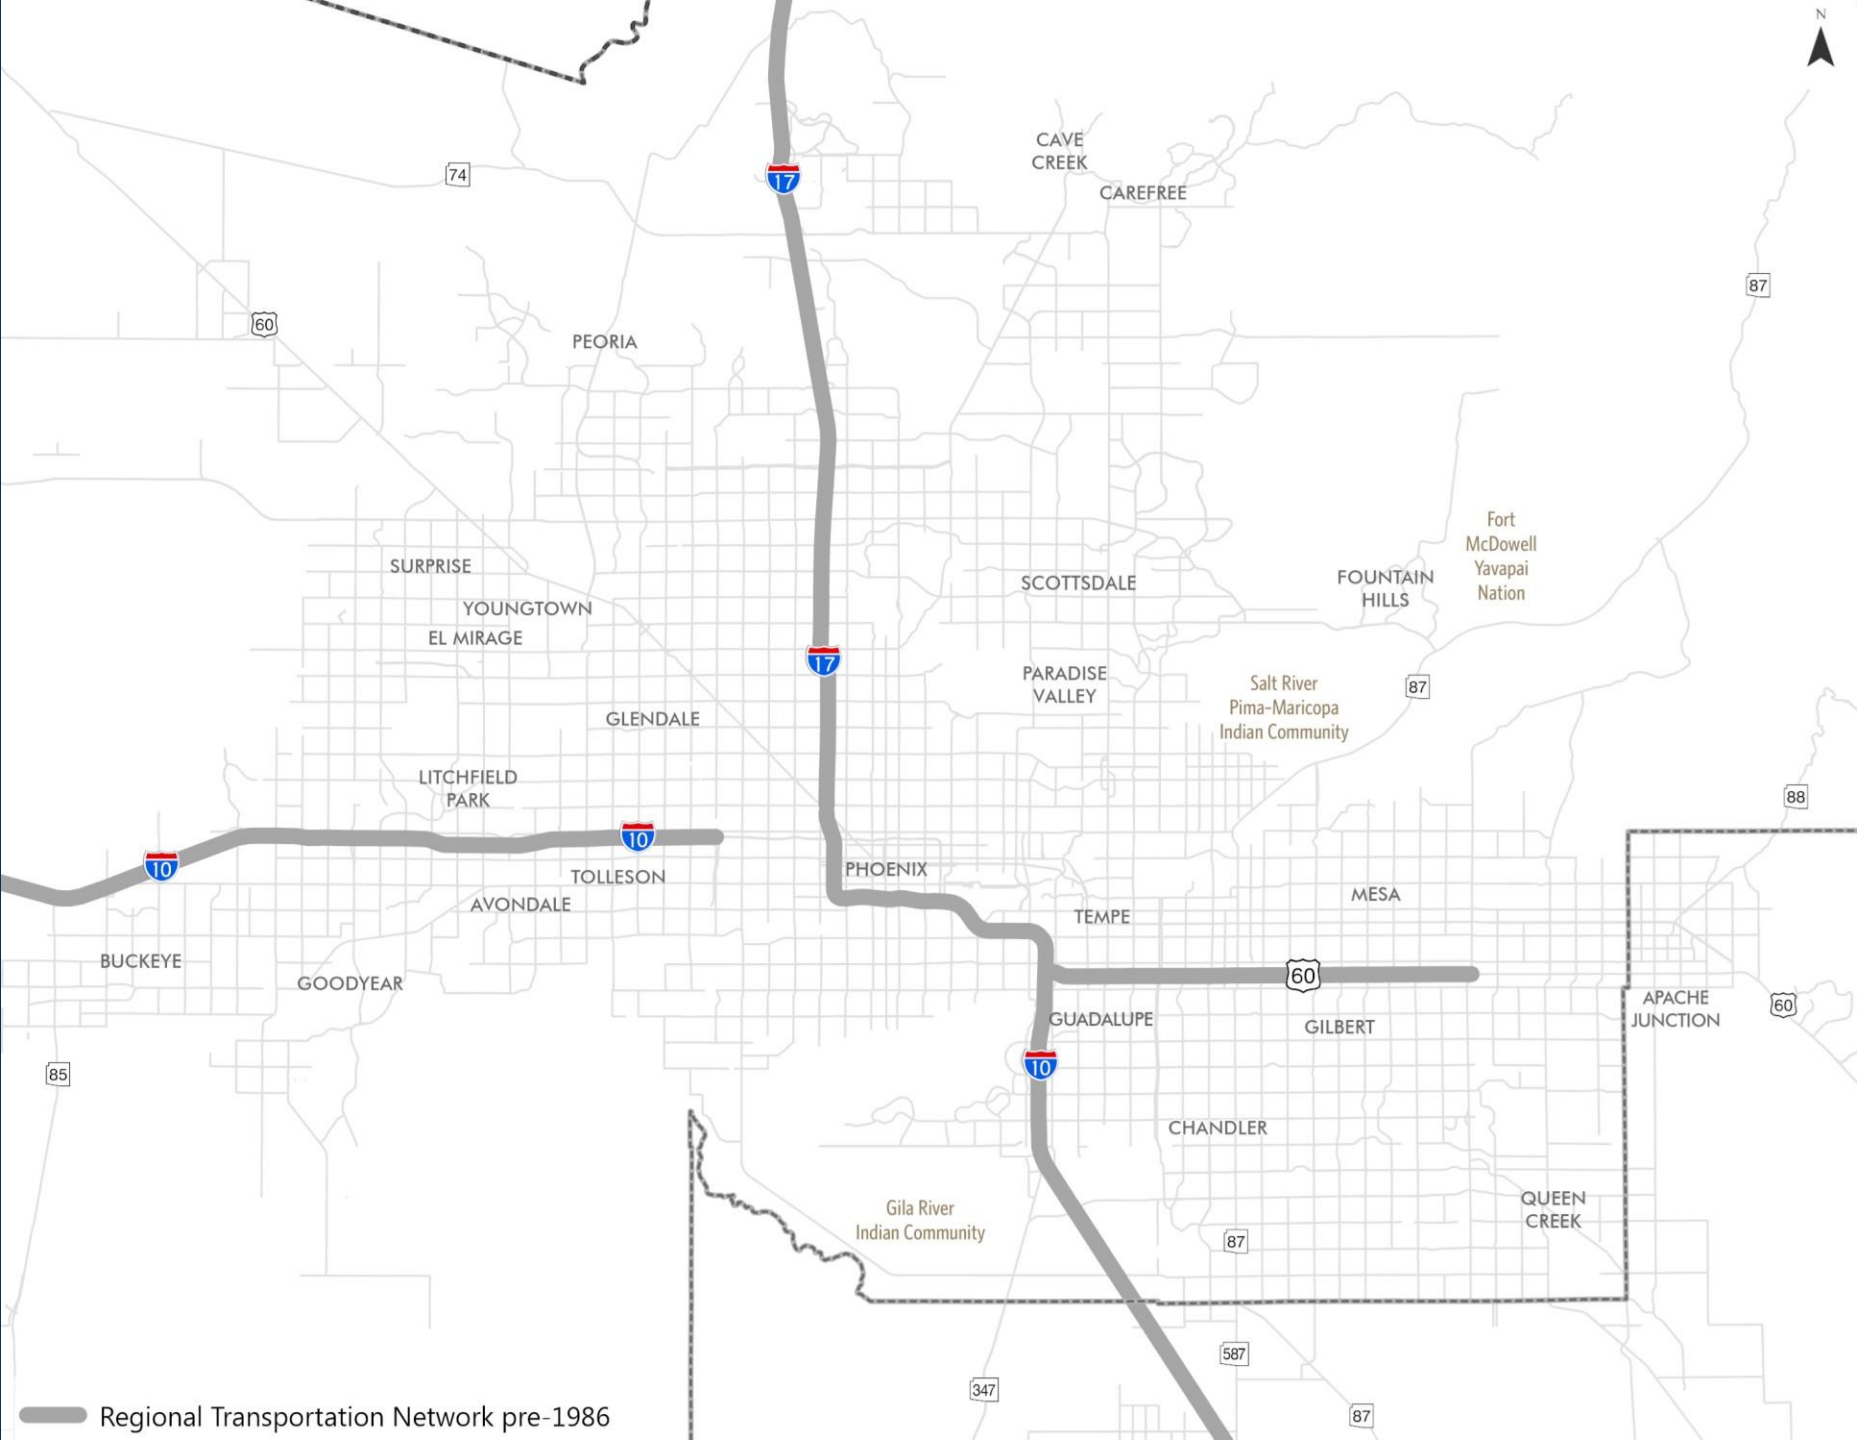 N
CAVE
CREEK
17
74
CAREFREE
87
60
PEORIA
Fort
McDowell
Yavapai
Nation
SURPRISE
SCOTTSDALE
FOUNTAIN
HILLS
YOUNGTOWN
EL MIRAGE
17
PARADISE
VALLEY
Salt River
Pima-Maricopa
Indian Community
87
GLENDALE
LITCHFIELD
PARK
88
10
10
PHOENIX
TOLLESON
MESA
AVONDALE
TEMPE
BUCKEYE
60
GOODYEAR
APACHE
JUNCTION
60
GUADALUPE
GILBERT
10
85
CHANDLER
QUEEN
CREEK
Gila River
Indian Community
87
587
347
87
Regional Transportation Network pre-1986